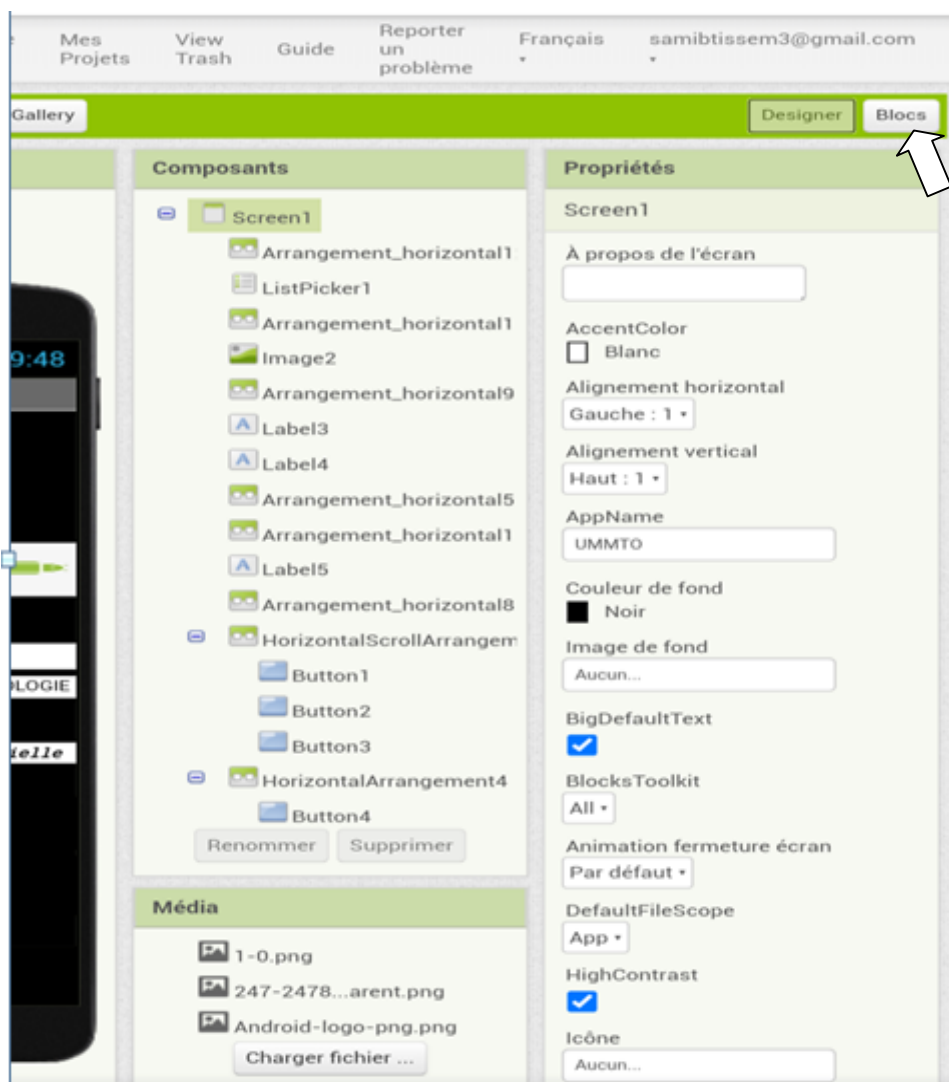 Mes Projets
View Trash
Guide
Reporter un problème
Français
samibtissem3@gmail.com
Gallery
Designer
Blocs
9:48
LOGIE
ielle
Composants
Screen1
Arrangement_horizontal1
ListPicker1
Arrangement_horizontal1
Image2
Arrangement_horizontal9
Label3
Label4
Arrangement_horizontal5
Arrangement_horizontal1
Label5
Arrangement_horizontal8
HorizontalScrollArrangem
Button1
Button2
Button3
HorizontalArrangement4
Button4
Renommer
Supprimer
Média
1-0.png
247-2478...arent.png
Android-logo-png.png
Charger fichier ...
Propriétés
Screen1
À propos de l'écran
AccentColor
Blanc
Alignement horizontal
Gauche : 1
Alignement vertical
Haut : 1
AppName
UMMTO
Couleur de fond
Noir
Image de fond
Aucun...
BigDefaultText
BlocksToolkit
All
Animation fermeture écran
Par défaut
DefaultFileScope
App
HighContrast
Icône
Aucun...